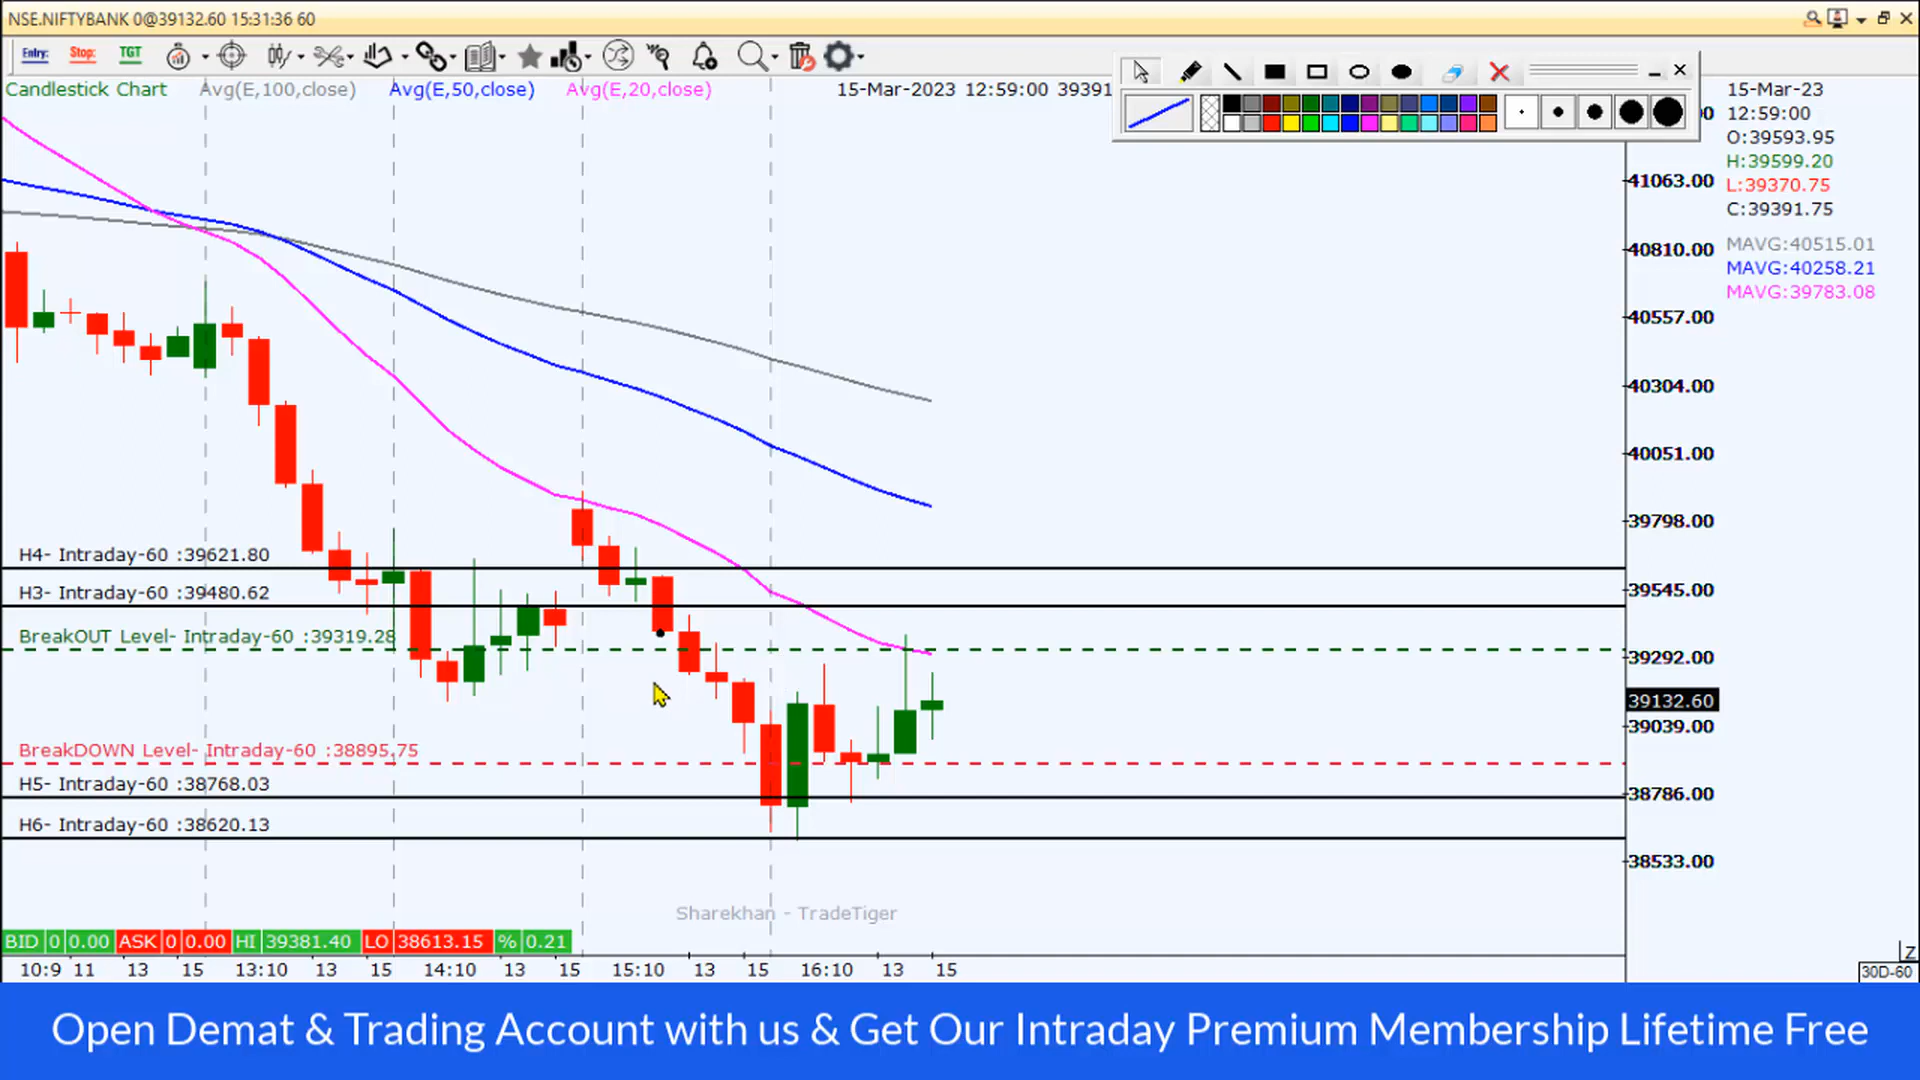 NSE.NIFTYBANK 0@39132.60 15:31:36 60
Entry: Stop: TGT
Candlestick Chart Avg(E,100,close) Avg(E,50,close) Avg(E,20,close) 15-Mar-2023 12:59:00 39391
15-Mar-23
12:59:00
O:39593.95
H:39599.20
L:39370.75
C:39391.75
MAVG:40515.01
MAVG:40258.21
MAVG:39783.08
41063.00
40810.00
40557.00
40304.00
40051.00
39798.00
39545.00
39292.00
39132.60
39039.00
38786.00
38533.00
H4- Intraday-60 :39621.80
H3- Intraday-60 :39480.62
BreakOUT Level- Intraday-60 :39319.28
BreakDOWN Level- Intraday-60 :38895.75
H5- Intraday-60 :38768.03
H6- Intraday-60 :38620.13
Sharekhan - TradeTiger
BID 0 0.00 ASK 0 0.00 HI 39381.40 LO 38613.15 % 0.21
10:9 11 13 15 13:10 13 15 14:10 13 15 15:10 13 15 16:10 13 15
Z
30D-60
Open Demat & Trading Account with us & Get Our Intraday Premium Membership Lifetime Free